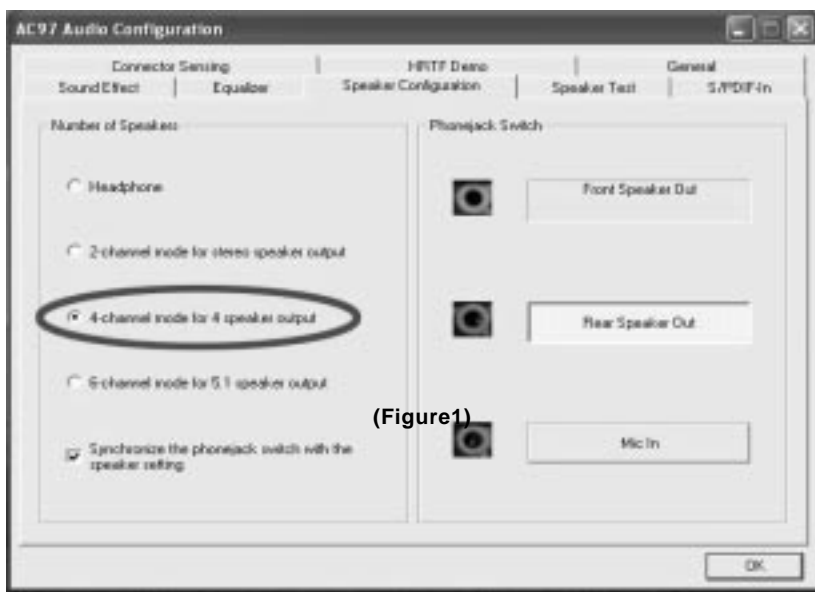 AC97 Audio Configuration
Connector Sensing
HRTF Demo
General
Sound Effect
Equalizer
Speaker Configuration
Speaker Test
S/PDIF-In
Number of Speakers
Headphone
2-channel mode for stereo speaker output
4-channel mode for 4 speaker output
6-channel mode for 5.1 speaker output
Synchronize the phonejack switch with the
speaker setting
Phonejack Switch
Front Speaker Out
Rear Speaker Out
(Figure1)
Mic In
OK